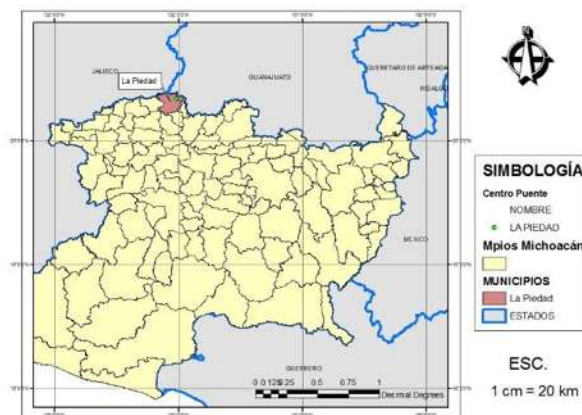 JALISCO
GUANAJUATO
QUERETARO DE ARTEAGA
HIDALGO
La Piedad
MEXICO
GUERRERO
0 0.125 0.25 0.5 0.75 1
Decimal Degrees
SIMBOLOGÍA
Centro Puente
NOMBRE
LA PIEDAD
Mpios Michoacán
MUNICIPIOS
La Piedad
ESTADOS
ESC.
1 cm = 20 km